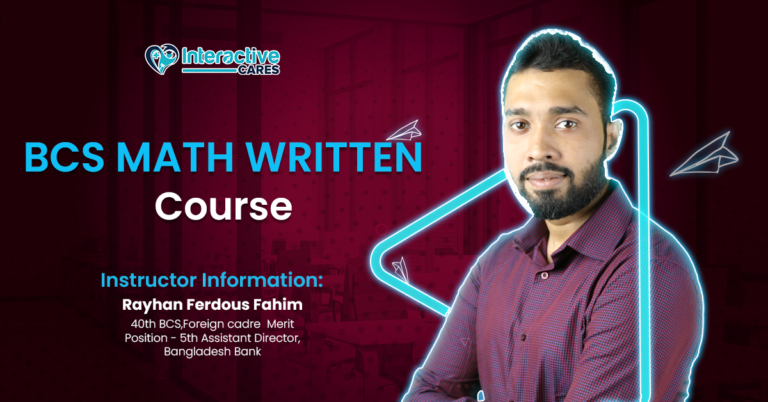 Interactive
CARES
BCS MATH WRITTEN
Course
Instructor Information:
Rayhan Ferdous Fahim
40th BCS,Foreign cadre Merit
Position - 5th Assistant Director,
Bangladesh Bank